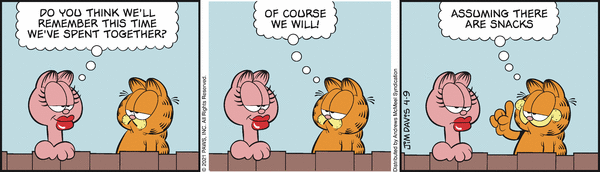 DO YOU THINK WE'LL
REMEMBER THIS TIME
WE'VE SPENT TOGETHER?
OF COURSE
WE WILL!
© 2021 PAWS, INC. All Rights Reserved.
ASSUMING THERE
ARE SNACKS
Distributed by Andrews McMeel Syndication
JIM DAVIS 4-9